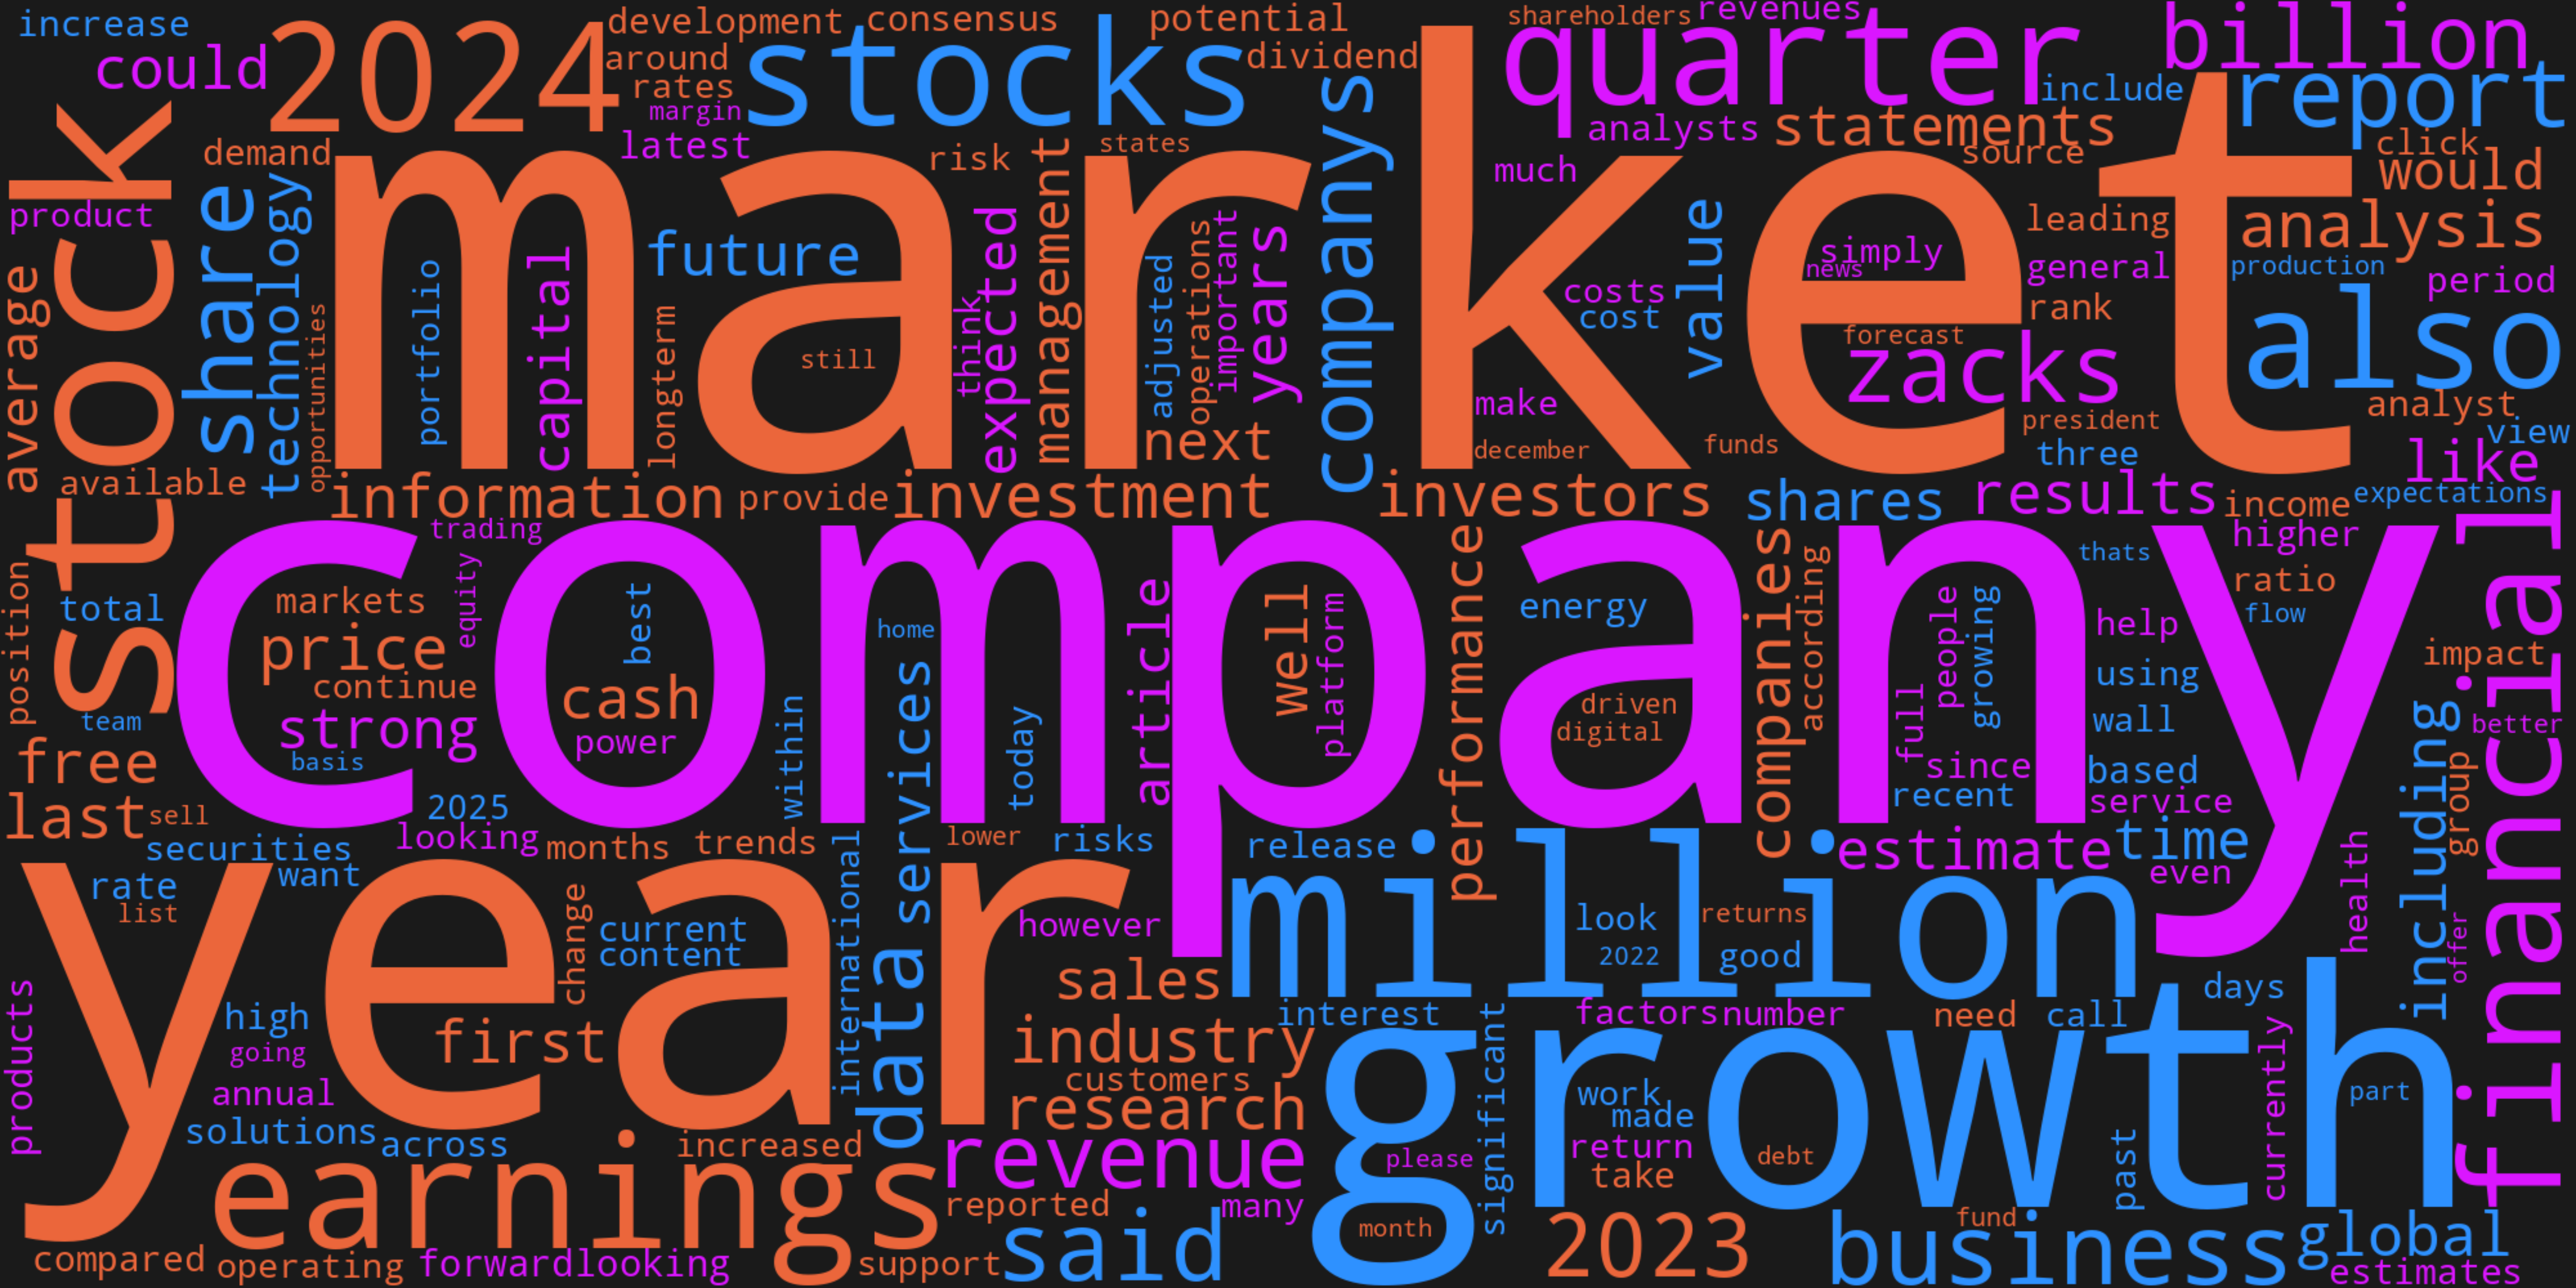 increase
could
2024
development
consensus
potential
around
rates
margin
latest
stocks
dividend
shareholders
revenues
quarter
billion
include
report
analysts
statements
source
click
would
demand
risk
states
much
product
stock
share
technology
average
market
companys
management
expected
years
future
capital
portfolio
opportunities
longterm
still
think
adjusted
operations
important
next
costs
cost
value
make
december
funds
simply
news
forecast
zacks
leading
general
rank
president
three
analysis
production
period
also
analyst
view
like
expectations
available
information
provide
investment
investors
shares
results
income
higher
ratio
flow
thats
trading
equity
company
markets
price
continue
strong
basis
best
cash
power
home
within
services
today
article
well
platform
performance
energy
driven
digital
companies
according
people
growing
full
since
recent
help
using
wall
based
service
impact
financial
including
better
group
position
total
team
free
last
sell
2025
looking
months
trends
lower
risks
release
million
estimate
time
even
health
offer
securities
want
rate
list
year
change
current
content
international
data
however
sales
look
returns
2022
good
days
products
high
going
first
annual
solutions
across
increased
industry
customers
research
revenue
interest
significant
factors
number
need
call
currently
growth
work
made
return
take
debt
part
past
please
month
earnings
reported
many
compared
operating
forwardlooking
support
said
2023
fund
business
global
estimates